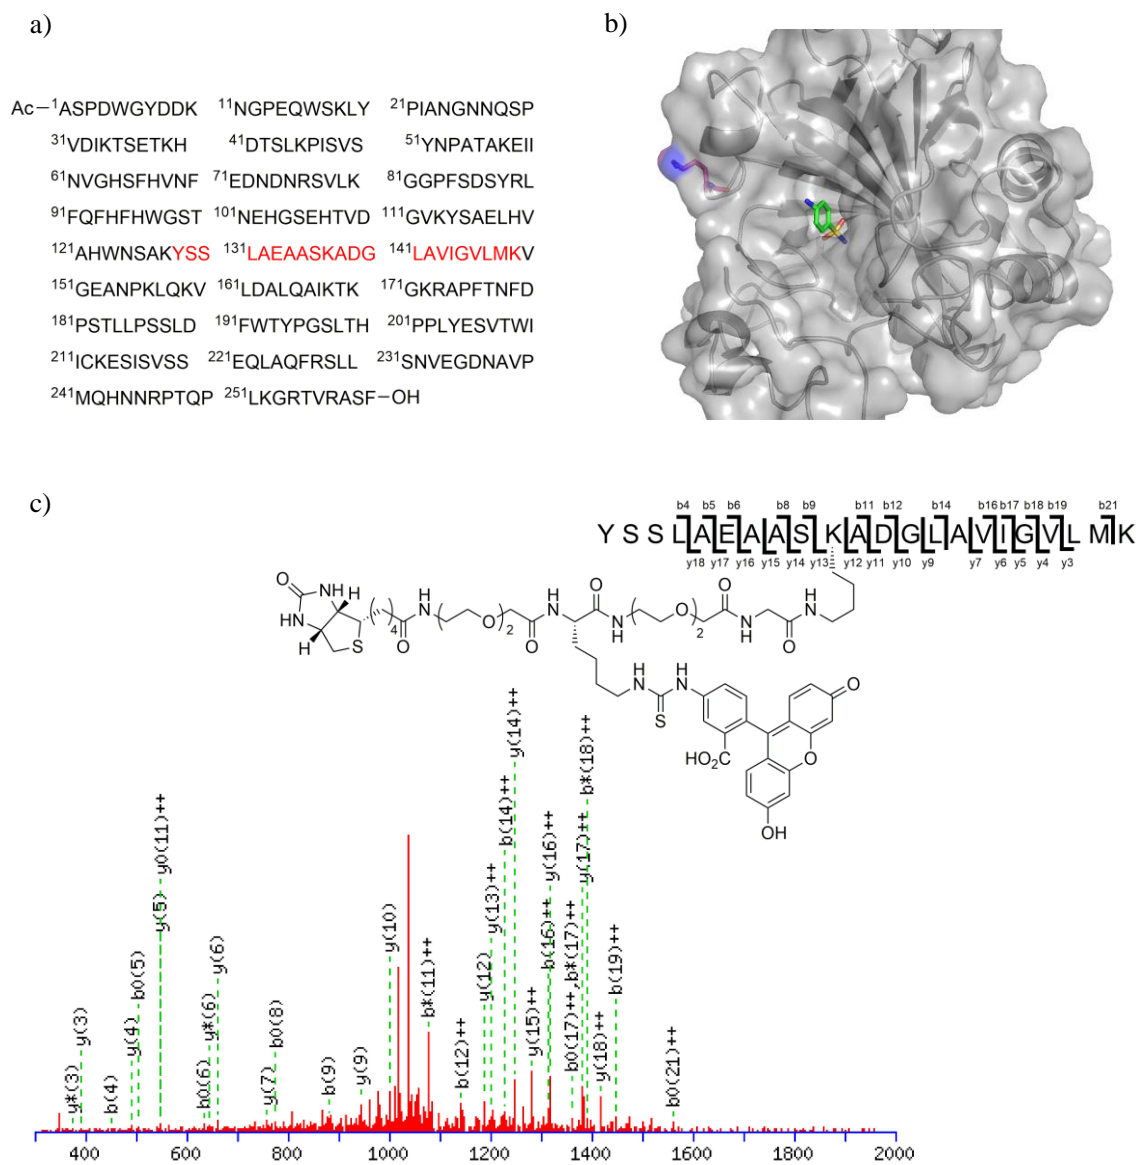 a)
b)
Ac–¹ASPDWGYDDK ¹¹NGPEQWSKLY ²¹PIANGNNQSP
³¹VDIKTSETKH ⁴¹DTSLKPISVS ⁵¹YNPATAKEII
⁶¹NVGHSFHVNF ⁷¹EDNDNRSVLK ⁸¹GGPFSDSYRL
⁹¹FQFHFHWGST ¹⁰¹NEHGSEHTVD ¹¹¹GVKYSAELHV
¹²¹AHWNSAKYSS ¹³¹LAEAASKADG ¹⁴¹LAVIGVLMKV
¹⁵¹GEANPKLQKV ¹⁶¹LDALQAIKTK ¹⁷¹GKRAPFTNFD
¹⁸¹PSTLLPSSLD ¹⁹¹FWTYPGSLTH ²⁰¹PPLYESVTWI
²¹¹ICKESISVSS ²²¹EQLAQFRSLL ²³¹SNVEGDNAVP
²⁴¹MQHNNRPTQP ²⁵¹LKGRTVRASF–OH
c)
b4 b5 b6 b8 b9 b11 b12 b14 b16 b17 b18 b19 b21
Y S S L A E A A S K A D G L A V I G V L M K
y18 y17 y16 y15 y14 y13 y12 y11 y10 y9 y7 y6 y5 y4 y3
O
NH
HN
H
H
S
4
O
H
N
O
2
O
H
N
O
N
H
O
2
O
N
H
O
H
N
H
N
S
H
N
HO₂C
O
O
OH
y*(3)
y(3)
b(4)
y(4)
b0(5)
y(5)
y0(11)++
b0(6)
y*(6)
y(6)
y(7)
b0(8)
b(9)
y(9)
y(10)
b*(11)++
b(12)++
y(12)
y(13)++
b(14)++
y(14)++
y(15)++
b(16)++
y(16)++
b0(17)++,b*(17)++
y(17)++
b*(18)++
y(18)++
b(19)++
b0(21)++
400 600 800 1000 1200 1400 1600 1800 2000